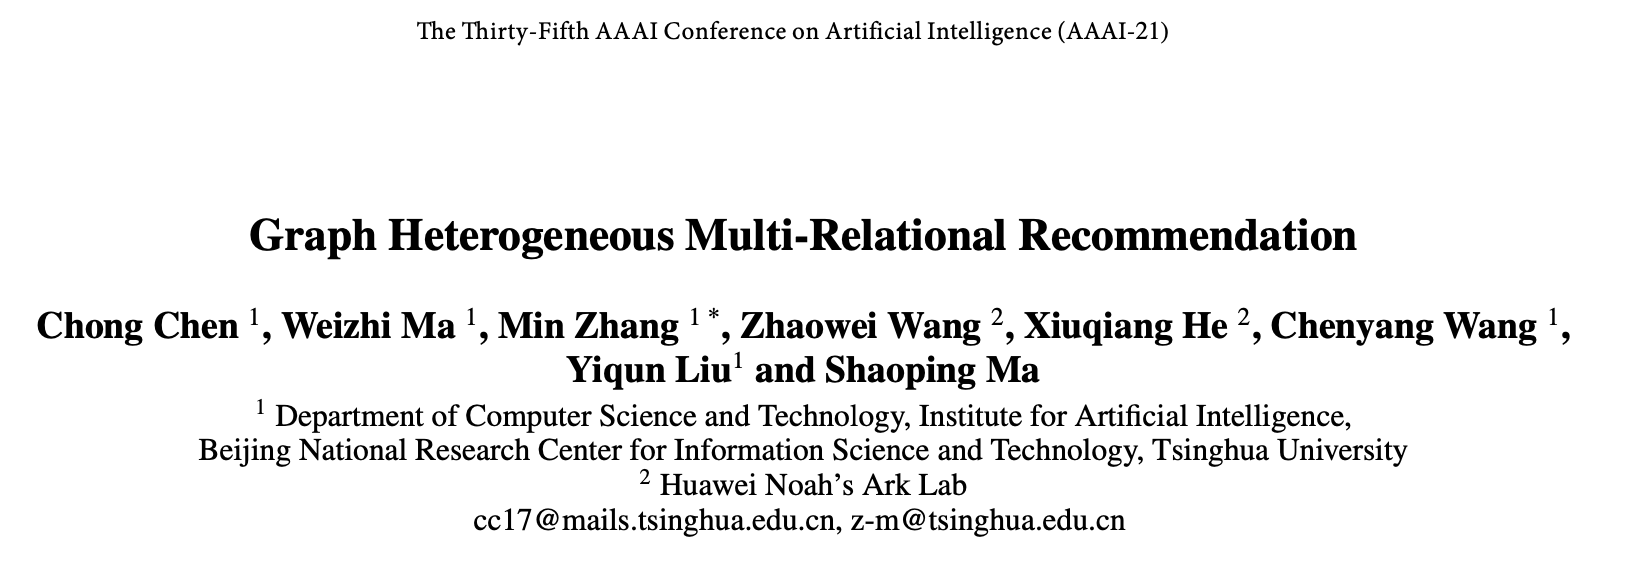 The Thirty-Fifth AAAI Conference on Artificial Intelligence (AAAI-21)
Graph Heterogeneous Multi-Relational Recommendation
Chong Chen 1, Weizhi Ma 1, Min Zhang 1 *, Zhaowei Wang 2, Xiuqiang He 2, Chenyang Wang 1,
Yiqun Liu1 and Shaoping Ma
1 Department of Computer Science and Technology, Institute for Artificial Intelligence,
Beijing National Research Center for Information Science and Technology, Tsinghua University
2 Huawei Noah’s Ark Lab
cc17@mails.tsinghua.edu.cn, z-m@tsinghua.edu.cn